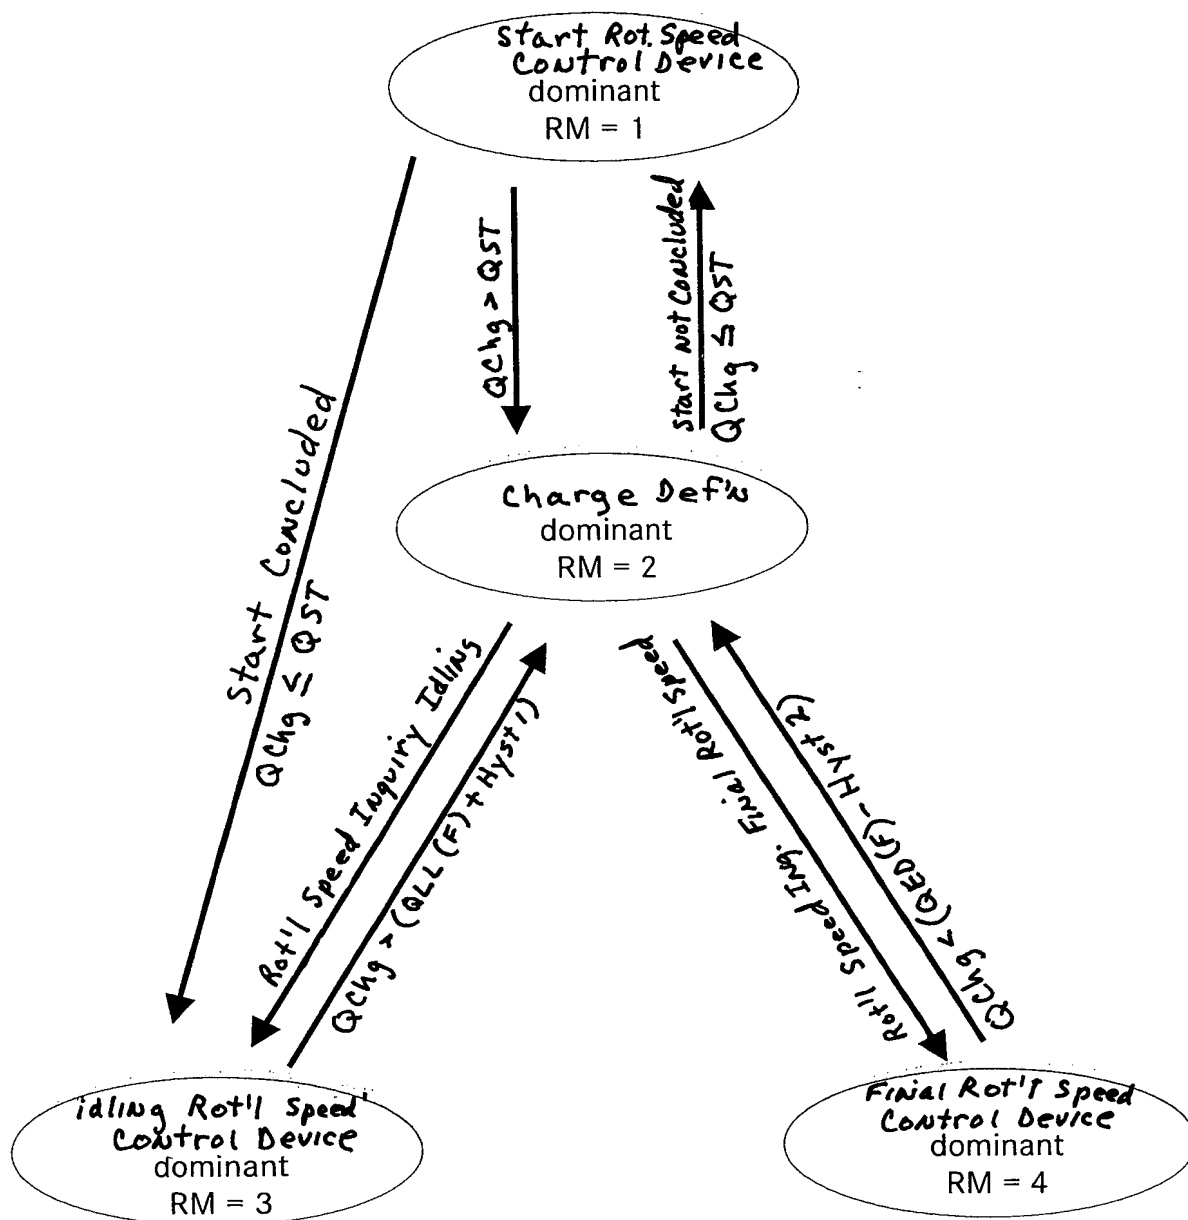 Start Rot. Speed
Control Device
dominant
RM = 1
QChg > QST
Start not Concluded
QChg ≤ QST
Start Concluded
QChg ≤ QST
Charge Def'n
dominant
RM = 2
Rot'l Speed Inquiry Idling
QChg > (QLL(F) + Hyst 1)
Rot'l Speed Inq. Final Rot'l Speed
QChg < (QED(F) - Hyst 2)
idling Rot'l Speed
Control Device
dominant
RM = 3
Final Rot'l Speed
Control Device
dominant
RM = 4